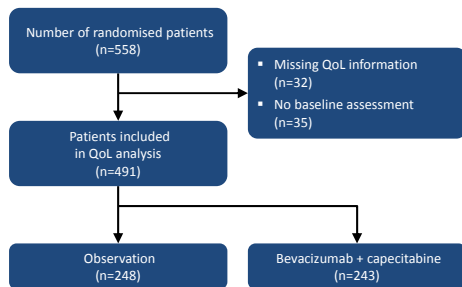 Number of randomised patients
(n=558)
▪ Missing QoL information
(n=32)
▪ No baseline assessment
(n=35)
Patients included
in QoL analysis
(n=491)
Observation
(n=248)
Bevacizumab + capecitabine
(n=243)